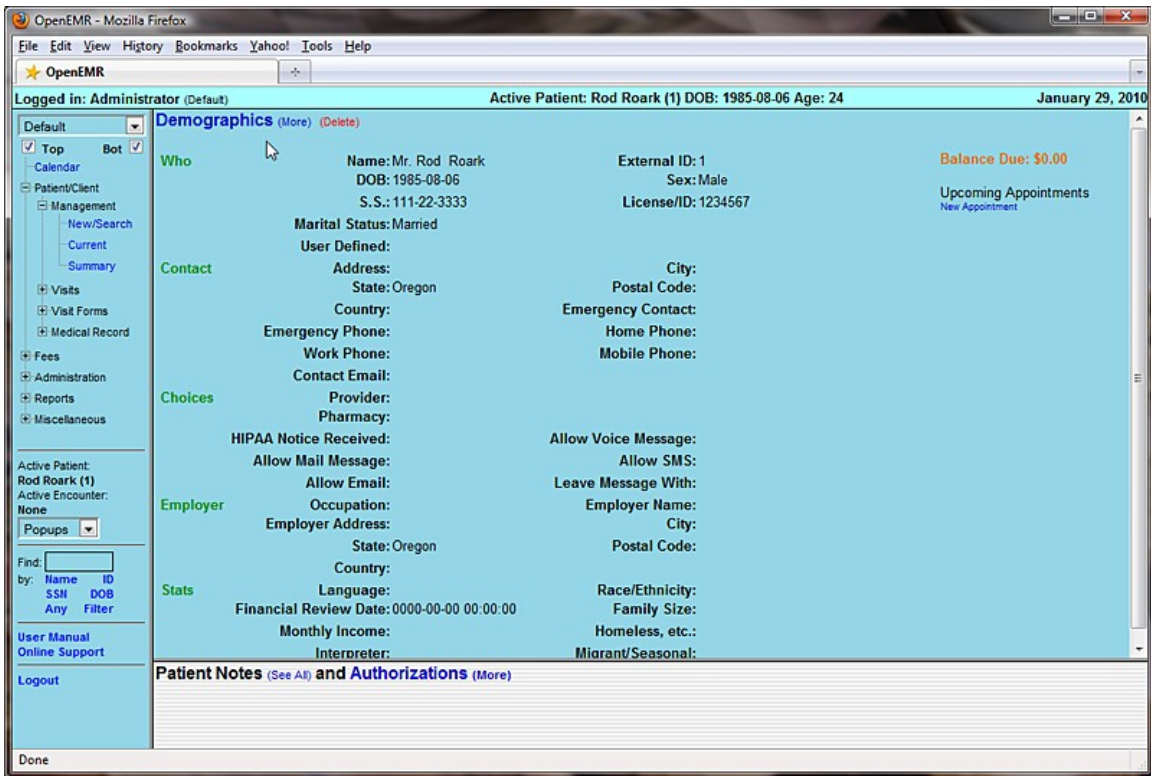 OpenEMR - Mozilla Firefox
File Edit View History Bookmarks Yahoo! Tools Help
OpenEMR
Logged in: Administrator (Default) Active Patient: Rod Roark (1) DOB: 1985-08-06 Age: 24 January 29, 2010
Default
Top Bot
Calendar
Patient/Client
Management
New/Search
Current
Summary
Visits
Visit Forms
Medical Record
Fees
Administration
Reports
Miscellaneous
Active Patient:
Rod Roark (1)
Active Encounter:
None
Popups
Find:
by: Name ID
SSN DOB
Any Filter
User Manual
Online Support
Logout
Demographics (More) (Delete)
Who Name: Mr. Rod Roark External ID: 1
DOB: 1985-08-06 Sex: Male
S.S.: 111-22-3333 License/ID: 1234567
Marital Status: Married
User Defined:
Contact Address: City:
State: Oregon Postal Code:
Country: Emergency Contact:
Emergency Phone: Home Phone:
Work Phone: Mobile Phone:
Contact Email:
Choices Provider:
Pharmacy:
HIPAA Notice Received: Allow Voice Message:
Allow Mail Message: Allow SMS:
Allow Email: Leave Message With:
Employer Occupation: Employer Name:
Employer Address: City:
State: Oregon Postal Code:
Country:
Stats Language: Race/Ethnicity:
Financial Review Date: 0000-00-00 00:00:00 Family Size:
Monthly Income: Homeless, etc.:
Interpreter: Migrant/Seasonal:
Balance Due: $0.00
Upcoming Appointments
New Appointment
Patient Notes (See All) and Authorizations (More)
Done